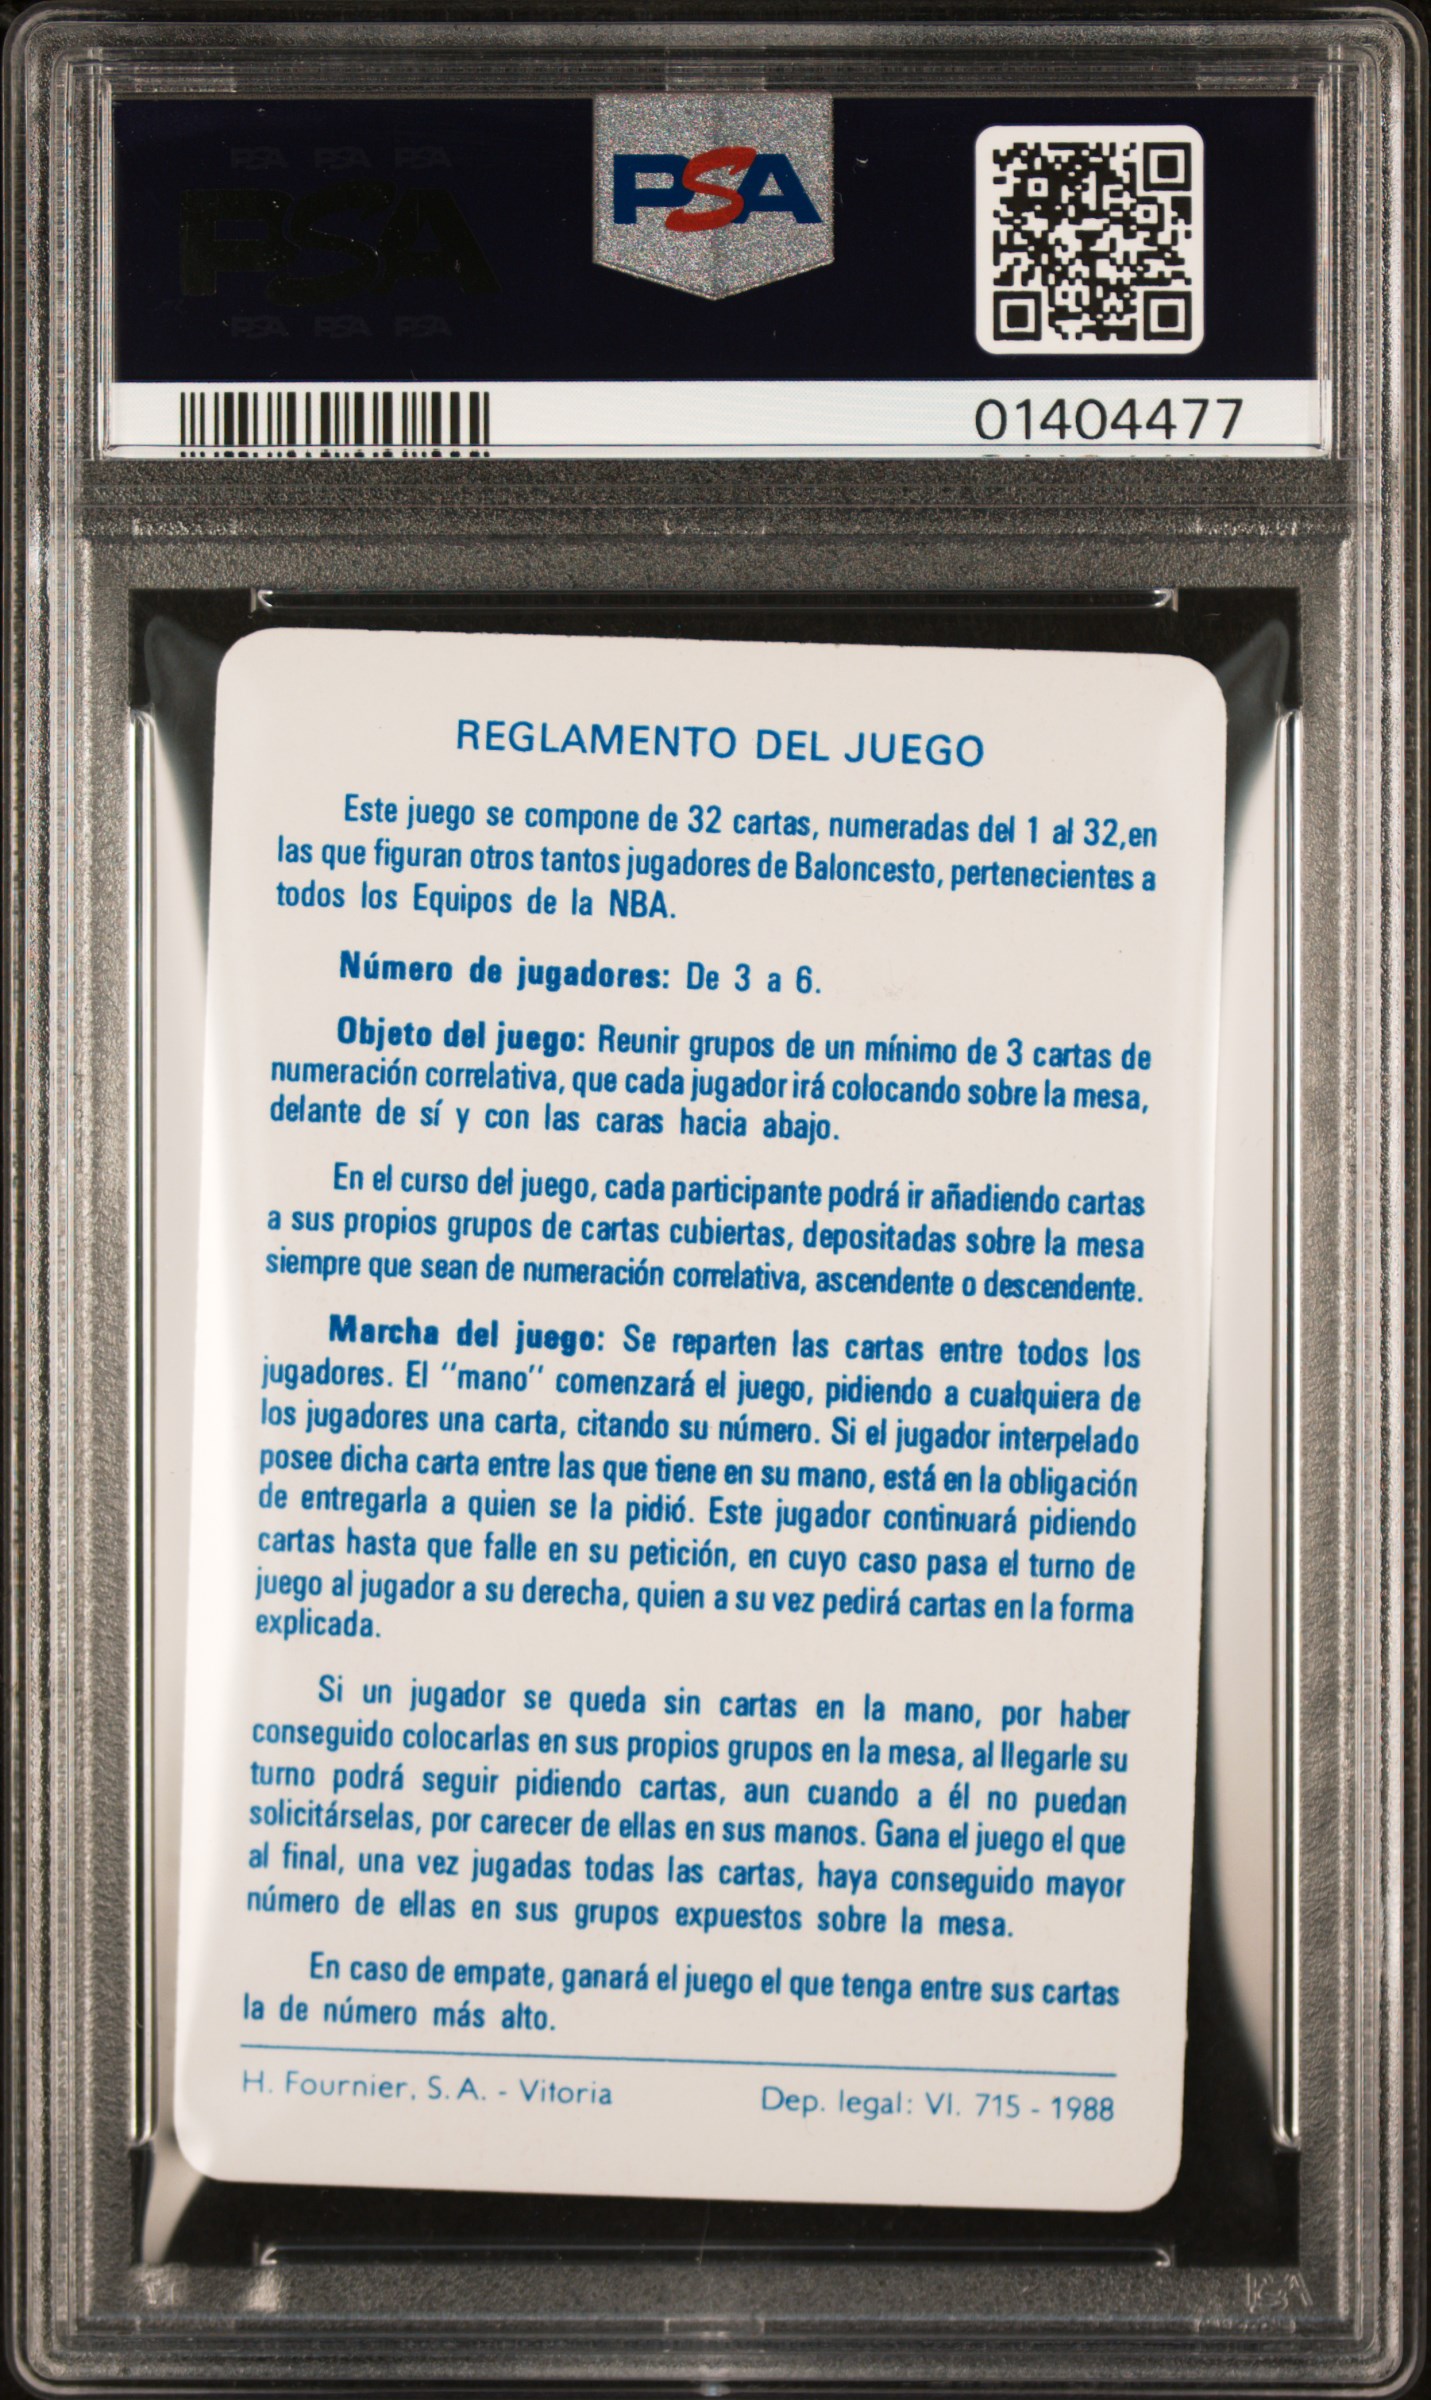 PSA PSA PSA
PSA
PSA PSA PSA
PSA
01404477
REGLAMENTO DEL JUEGO
Este juego se compone de 32 cartas, numeradas del 1 al 32,en
las que figuran otros tantos jugadores de Baloncesto, pertenecientes a
todos los Equipos de la NBA.
Número de jugadores: De 3 a 6.
Objeto del juego: Reunir grupos de un mínimo de 3 cartas de
numeración correlativa, que cada jugador irá colocando sobre la mesa,
delante de sí y con las caras hacia abajo.
En el curso del juego, cada participante podrá ir añadiendo cartas
a sus propios grupos de cartas cubiertas, depositadas sobre la mesa
siempre que sean de numeración correlativa, ascendente o descendente.
Marcha del juego: Se reparten las cartas entre todos los
jugadores. El "mano" comenzará el juego, pidiendo a cualquiera de
los jugadores una carta, citando su número. Si el jugador interpelado
posee dicha carta entre las que tiene en su mano, está en la obligación
de entregarla a quien se la pidió. Este jugador continuará pidiendo
cartas hasta que falle en su petición, en cuyo caso pasa el turno de
juego al jugador a su derecha, quien a su vez pedirá cartas en la forma
explicada.
Si un jugador se queda sin cartas en la mano, por haber
conseguido colocarlas en sus propios grupos en la mesa, al llegarle su
turno podrá seguir pidiendo cartas, aun cuando a él no puedan
solicitárselas, por carecer de ellas en sus manos. Gana el juego el que
al final, una vez jugadas todas las cartas, haya conseguido mayor
número de ellas en sus grupos expuestos sobre la mesa.
En caso de empate, ganará el juego el que tenga entre sus cartas
la de número más alto.
H. Fournier, S.A. - Vitoria Dep. legal: VI. 715 - 1988